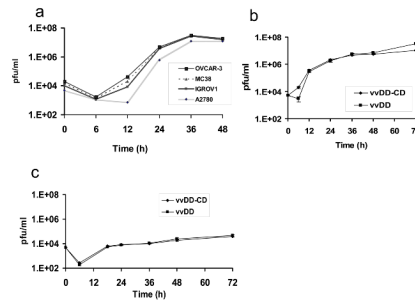 a
1.E+08
1.E+06
1.E+04
1.E+02
pfu/ml
OVCAR-3
MC38
IGROV1
A2780
0 6 12 24 36 48
Time (h)
b
1.E+08
1.E+06
1.E+04
1.E+02
1.E+00
pfu/ml
vvDD-CD
vvDD
0 12 24 36 48 72
Time (h)
c
1.E+08
1.E+06
1.E+04
1.E+02
pfu/ml
vvDD-CD
vvDD
0 12 24 36 48 60 72
Time (h)